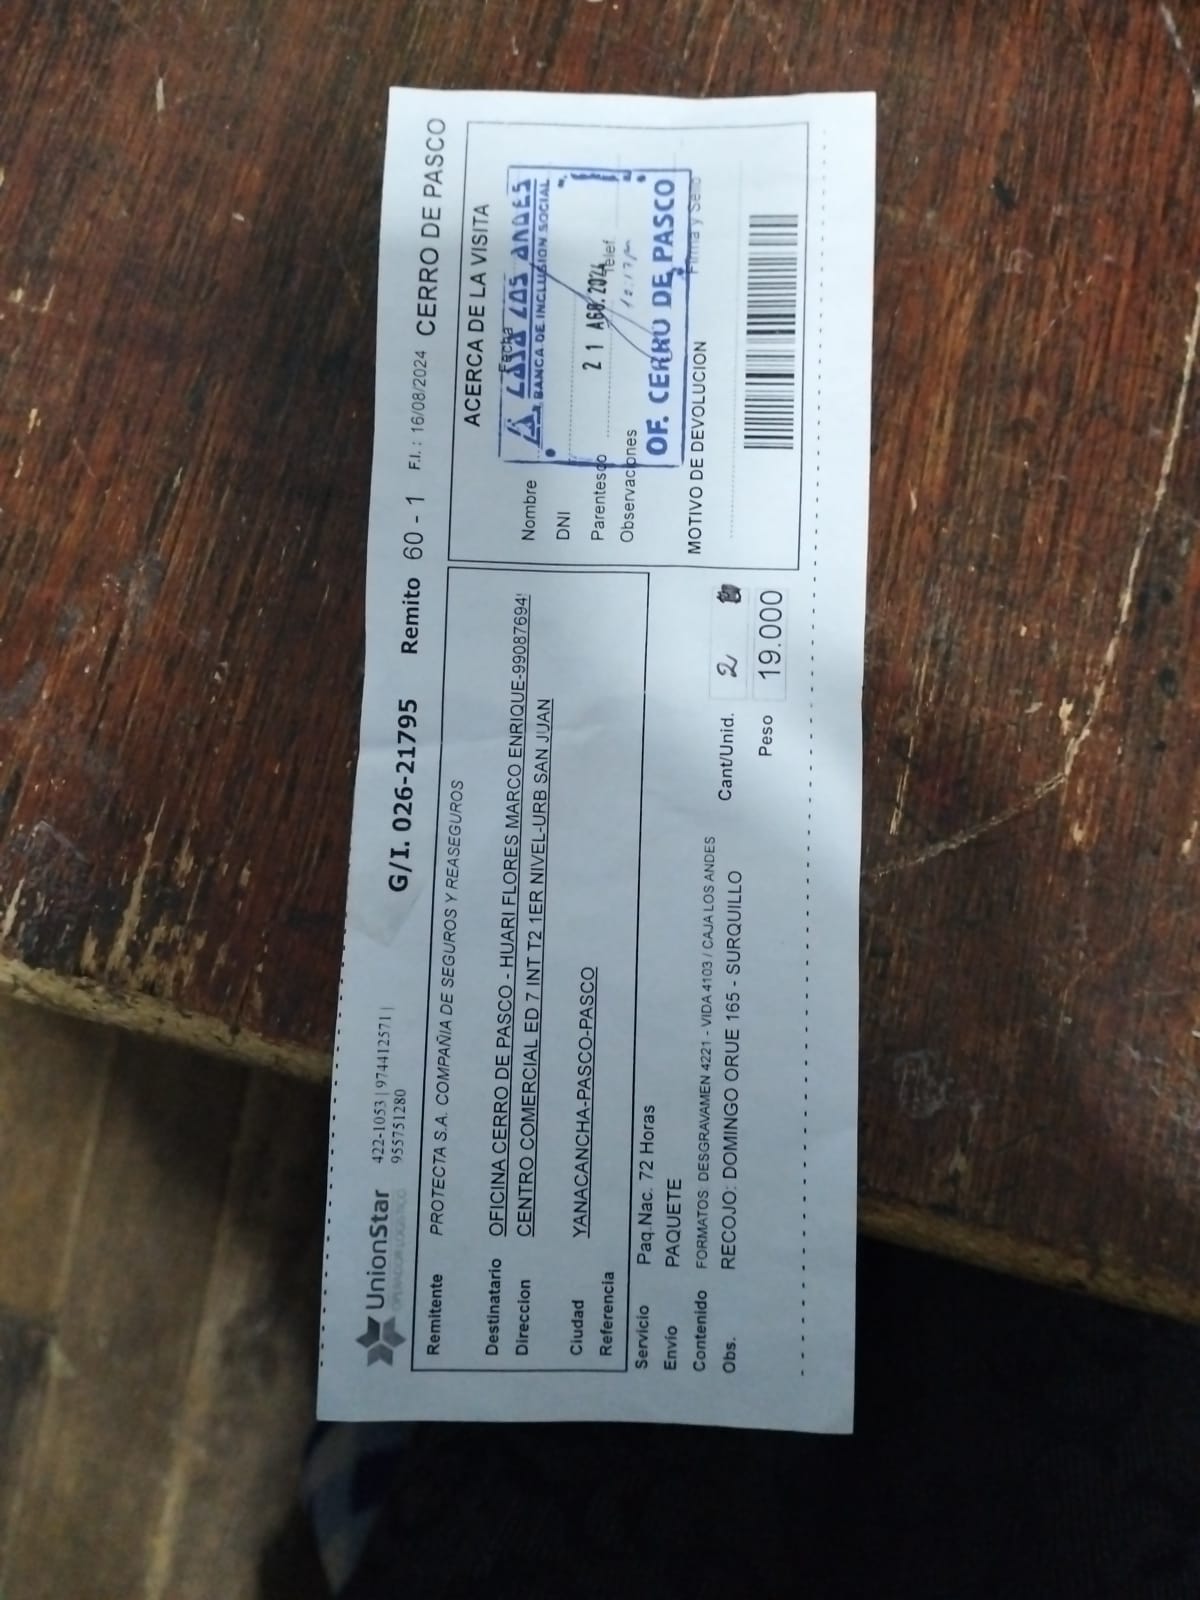 UnionStar
OPERADOR LOGISTICO
422-1053 | 974412571 |
955751280
G/I. 026-21795
Remito 60 - 1
F.I.: 16/08/2024
CERRO DE PASCO
Remitente PROTECTA S.A. COMPAÑIA DE SEGUROS Y REASEGUROS
Destinatario OFICINA CERRO DE PASCO - HUARI FLORES MARCO ENRIQUE-99087694!
Direccion CENTRO COMERCIAL ED 7 INT T2 1ER NIVEL-URB SAN JUAN
Ciudad YANACANCHA-PASCO-PASCO
Referencia
Servicio Paq.Nac. 72 Horas
Envío PAQUETE
Contenido FORMATOS: DESGRAVAMEN 4221 - VIDA 4103 / CAJA LOS ANDES
Obs. RECOJO: DOMINGO ORUE 165 - SURQUILLO
Cant/Unid. 2
Peso 19.000
ACERCA DE LA VISITA
Fecha
CAJA LOS ANDES
BANCA DE INCLUSION SOCIAL
Nombre
DNI
21 AGO. 2024
Parentesco
Telef.
Observaciones
OF. CERRO DE PASCO
Firma y Sello
MOTIVO DE DEVOLUCION